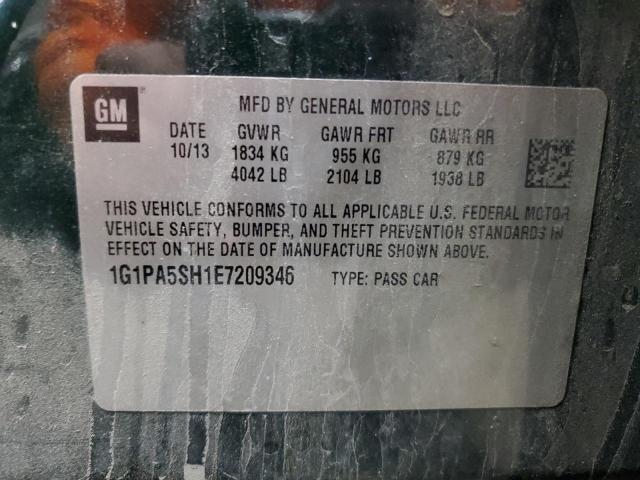 GM
MFD BY GENERAL MOTORS LLC
DATE GVWR GAWR FRT GAWR RR
10/13 1834 KG 955 KG 879 KG
4042 LB 2104 LB 1938 LB
THIS VEHICLE CONFORMS TO ALL APPLICABLE U.S. FEDERAL MOTOR
VEHICLE SAFETY, BUMPER, AND THEFT PREVENTION STANDARDS IN
EFFECT ON THE DATE OF MANUFACTURE SHOWN ABOVE.
1G1PA5SH1E7209346 TYPE: PASS CAR